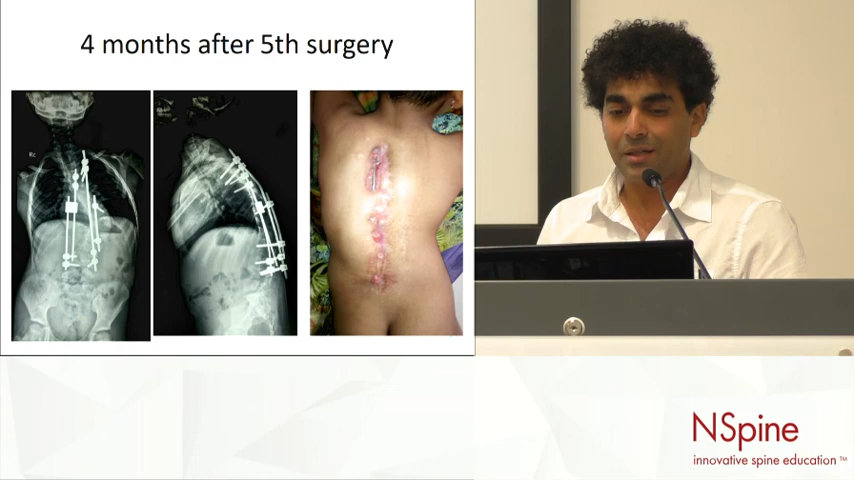 4 months after 5th surgery
NSpine
innovative spine education ™